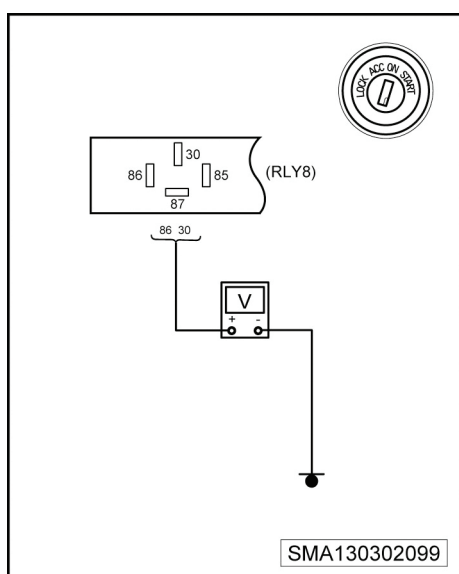 LOCK ACC ON START
30
86
85
(RLY8)
87
86 30
V
+ -
SMA130302099